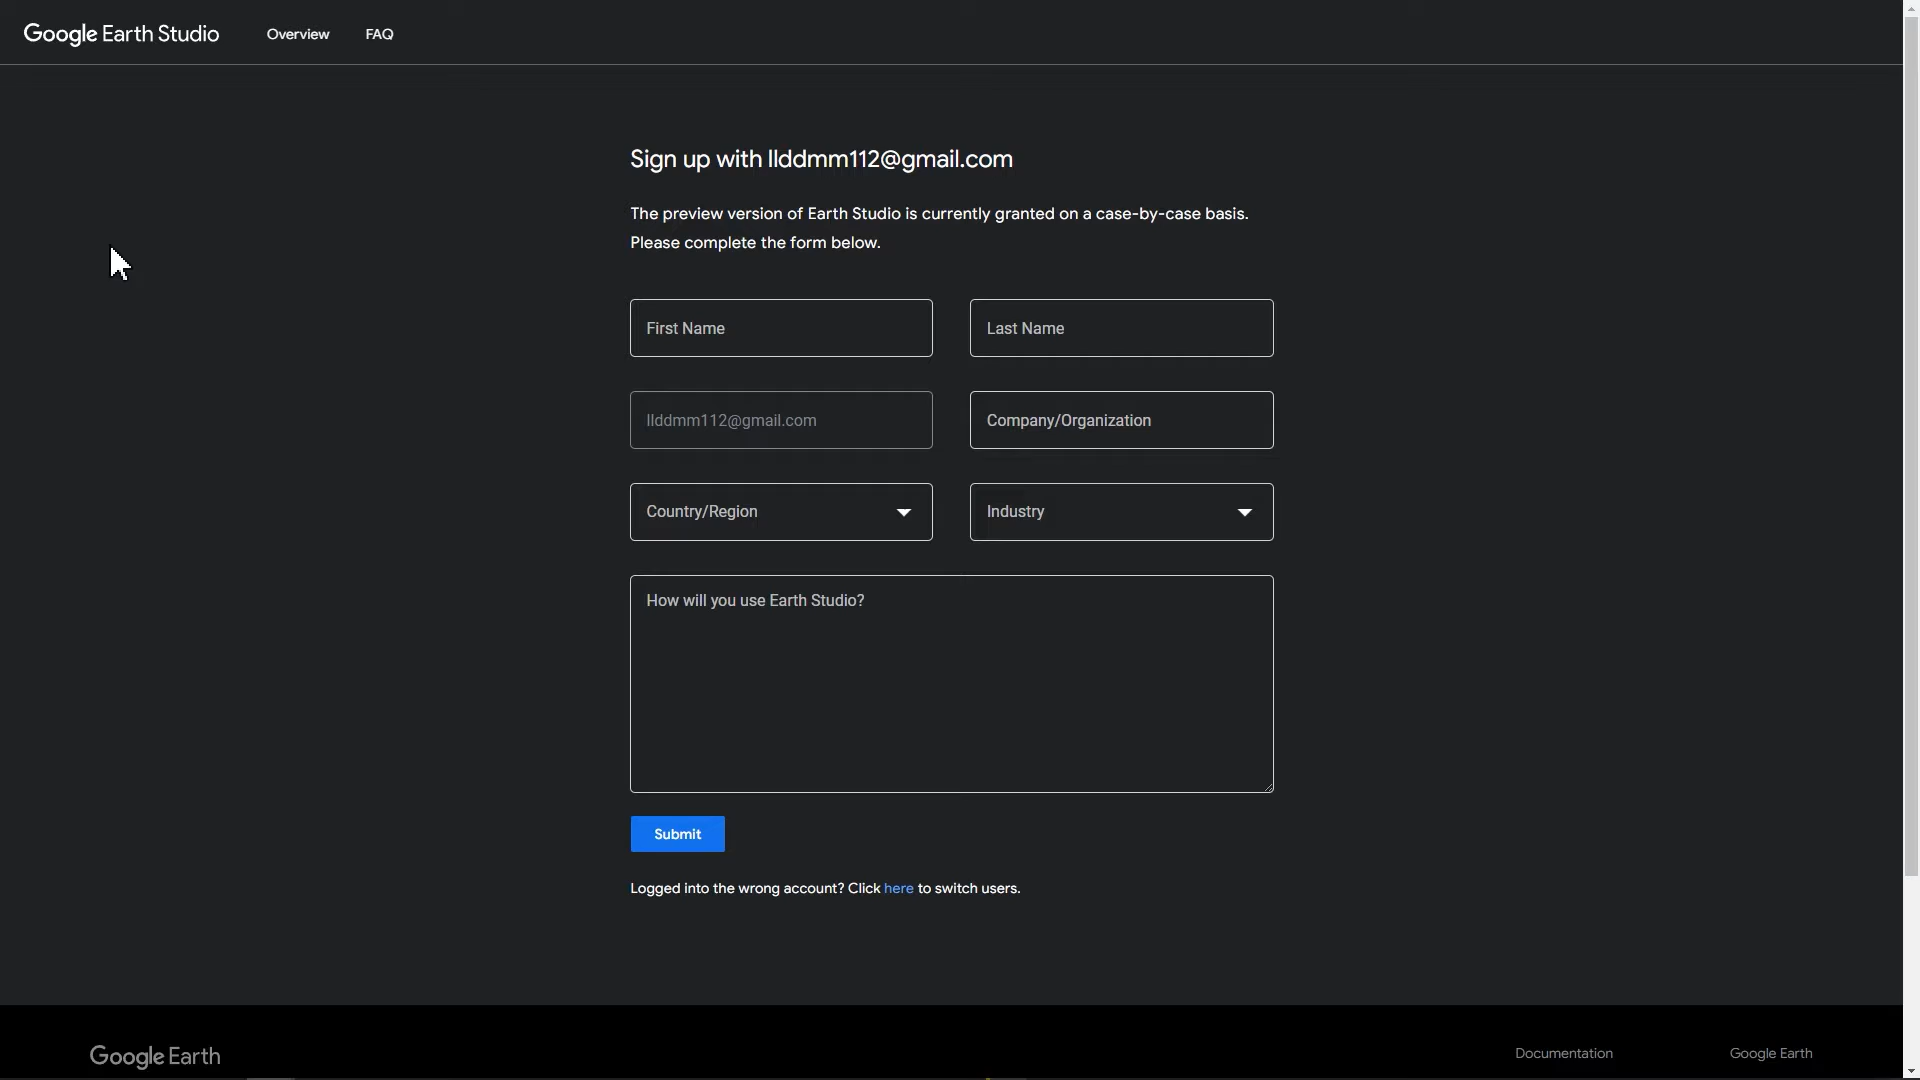 Google Earth Studio Overview FAQ
Sign up with llddmm112@gmail.com
The preview version of Earth Studio is currently granted on a case-by-case basis.
Please complete the form below.
First Name Last Name
llddmm112@gmail.com Company/Organization
Country/Region Industry
How will you use Earth Studio?
Submit
Logged into the wrong account? Click here to switch users.
Google Earth Documentation Google Earth